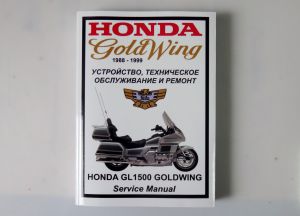 HONDA
GoldWing
1988 - 1999
УСТРОЙСТВО, ТЕХНИЧЕСКОЕ
ОБСЛУЖИВАНИЕ И РЕМОНТ
HONDA GL1500 GOLDWING
Service Manual